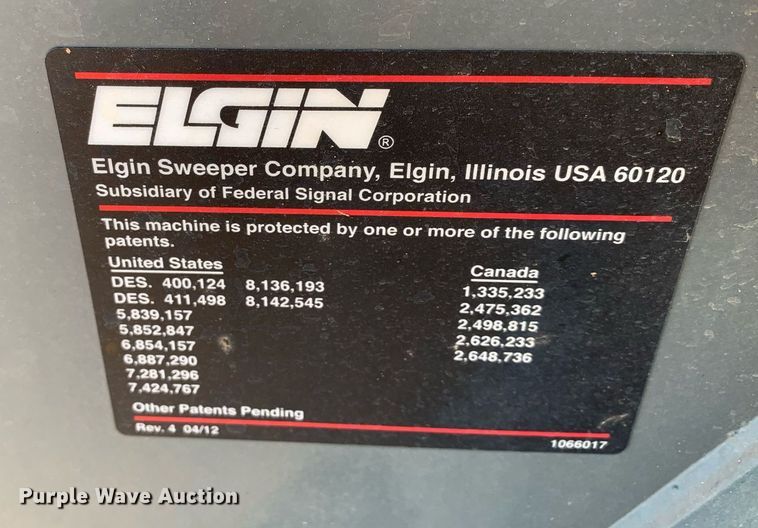 ELGIN®
Elgin Sweeper Company, Elgin, Illinois USA 60120
Subsidiary of Federal Signal Corporation
This machine is protected by one or more of the following
patents.
United States
DES. 400,124 8,136,193
DES. 411,498 8,142,545
5,839,157
5,852,847
6,854,157
6,887,290
7,281,296
7,424,767
Canada
1,335,233
2,475,362
2,498,815
2,626,233
2,648,736
Other Patents Pending
Rev. 4 04/12
1066017
Purple Wave Auction